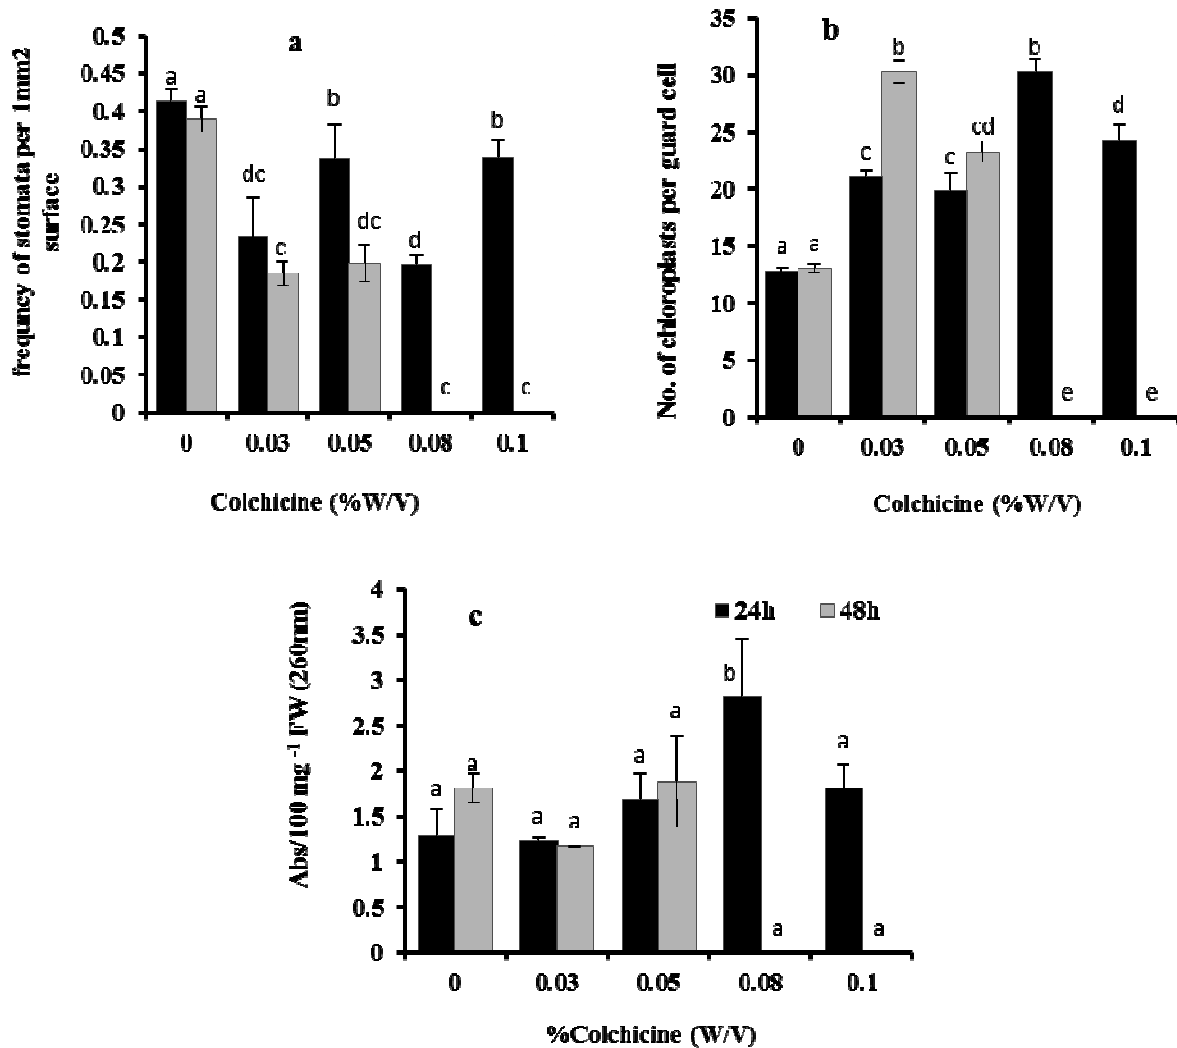 a
0.5
0.45
0.4
0.35
0.3
0.25
0.2
0.15
0.1
0.05
0
frequncy of stomata per 1mm2
surface
a a dc c b dc d c b c
0 0.03 0.05 0.08 0.1
Colchicine (%W/V)
b
35
30
25
20
15
10
5
0
No. of chloroplasts per guard cell
a a c b c cd b e d e
0 0.03 0.05 0.08 0.1
Colchicine (%W/V)
c
24h 48h
4
3.5
3
2.5
2
1.5
1
0.5
0
Abs/100 mg -1 FW (260nm)
a a a a a a b a a a
0 0.03 0.05 0.08 0.1
%Colchicine (W/V)